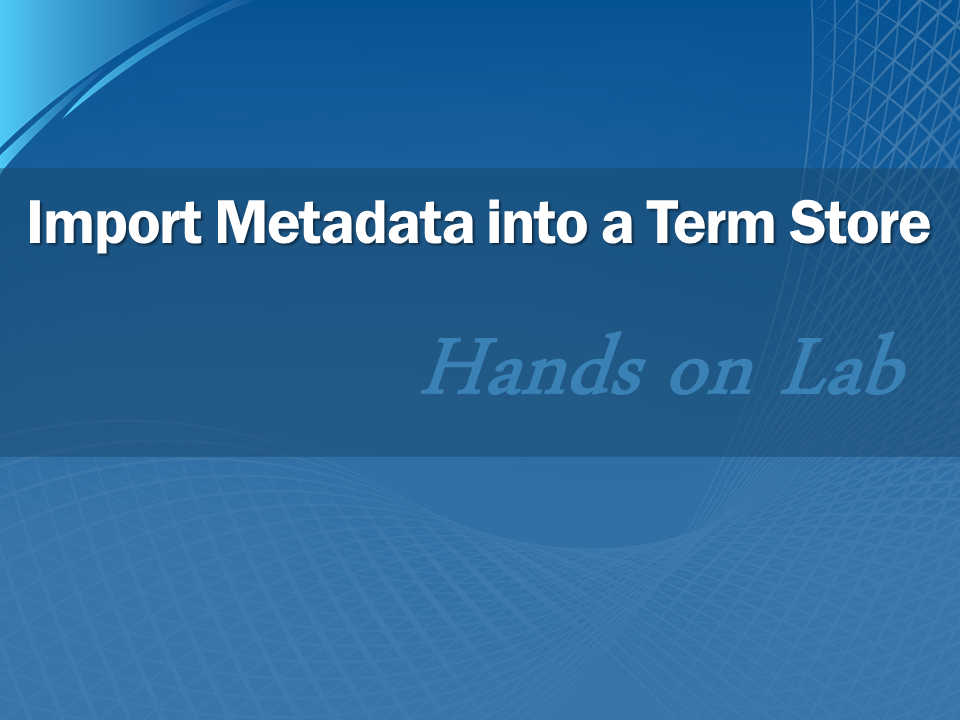 Import Metadata into a Term Store
Hands on Lab